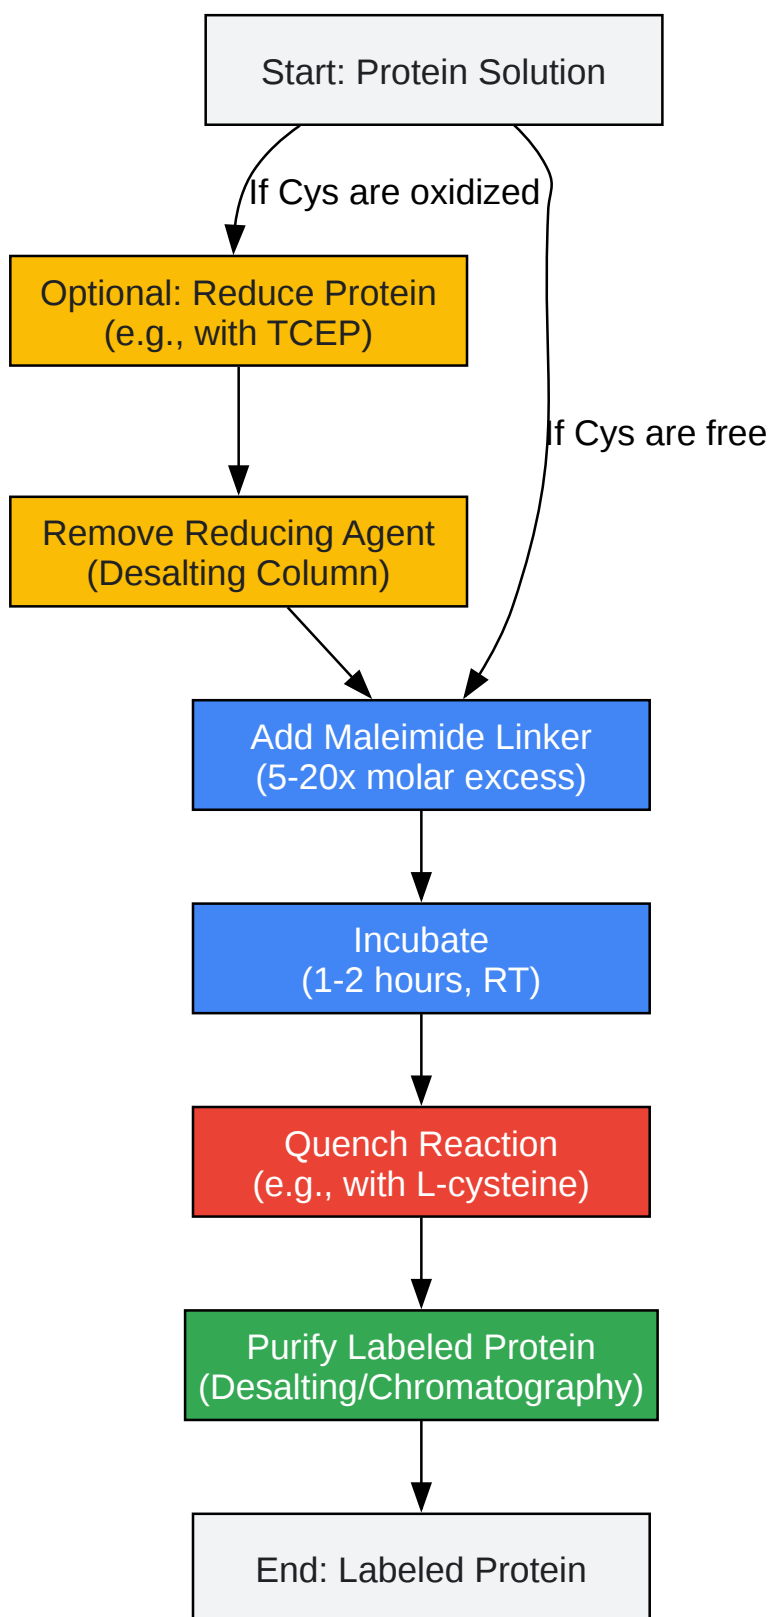 Start: Protein Solution
If Cys are oxidized
Optional: Reduce Protein
(e.g., with TCEP)
If Cys are free
Remove Reducing Agent
(Desalting Column)
Add Maleimide Linker
(5-20x molar excess)
Incubate
(1-2 hours, RT)
Quench Reaction
(e.g., with L-cysteine)
Purify Labeled Protein
(Desalting/Chromatography)
End: Labeled Protein